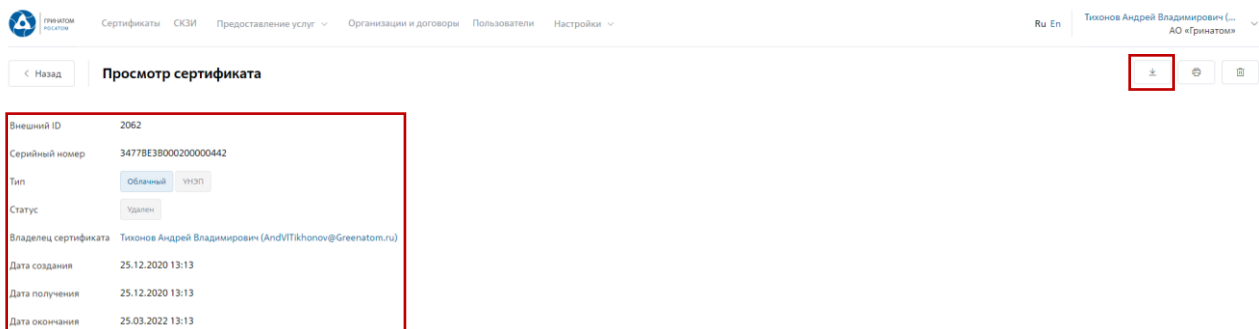 ГРИНАТОМ
РОСАТОМ
Сертификаты СКЗИ Предоставление услуг Организации и договоры Пользователи Настройки
Ru En
Тихонов Андрей Владимирович (...
АО «Гринатом»
< Назад
Просмотр сертификата
Внешний ID 2062
Серийный номер 3477BE3B000200000442
Тип Облачный УНЭП
Статус Удален
Владелец сертификата Тихонов Андрей Владимирович (AndVlTikhonov@Greenatom.ru)
Дата создания 25.12.2020 13:13
Дата получения 25.12.2020 13:13
Дата окончания 25.03.2022 13:13